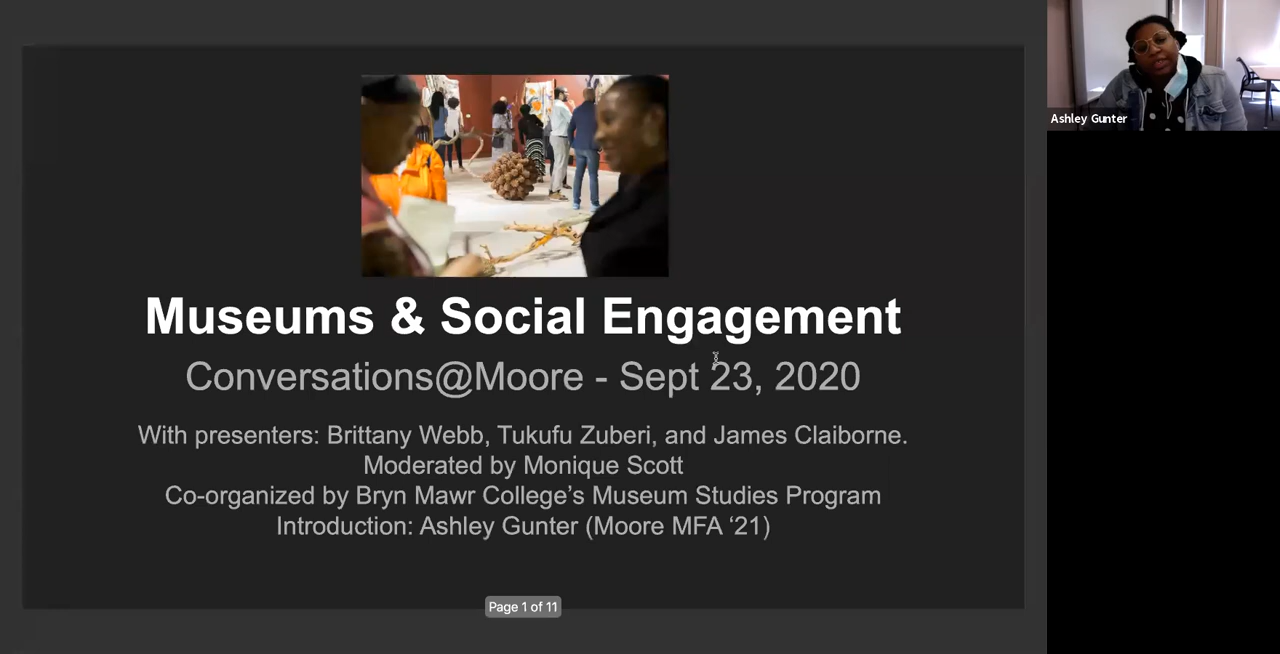 Museums & Social Engagement
Conversations@Moore - Sept 23, 2020
With presenters: Brittany Webb, Tukufu Zuberi, and James Claiborne.
Moderated by Monique Scott
Co-organized by Bryn Mawr College’s Museum Studies Program
Introduction: Ashley Gunter (Moore MFA ‘21)
Page 1 of 11
Ashley Gunter